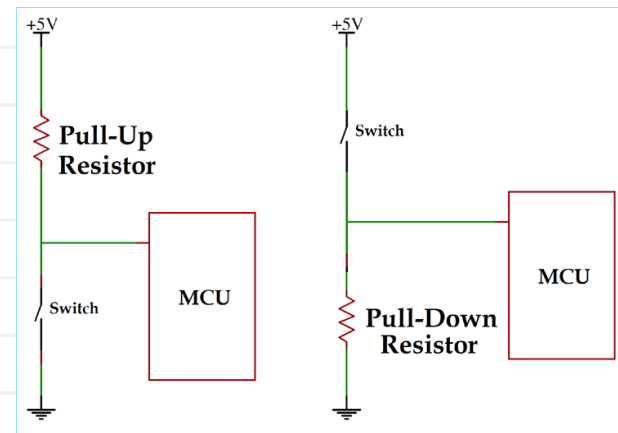 +5V
Pull-Up
Resistor
MCU
Switch
+5V
Switch
MCU
Pull-Down
Resistor